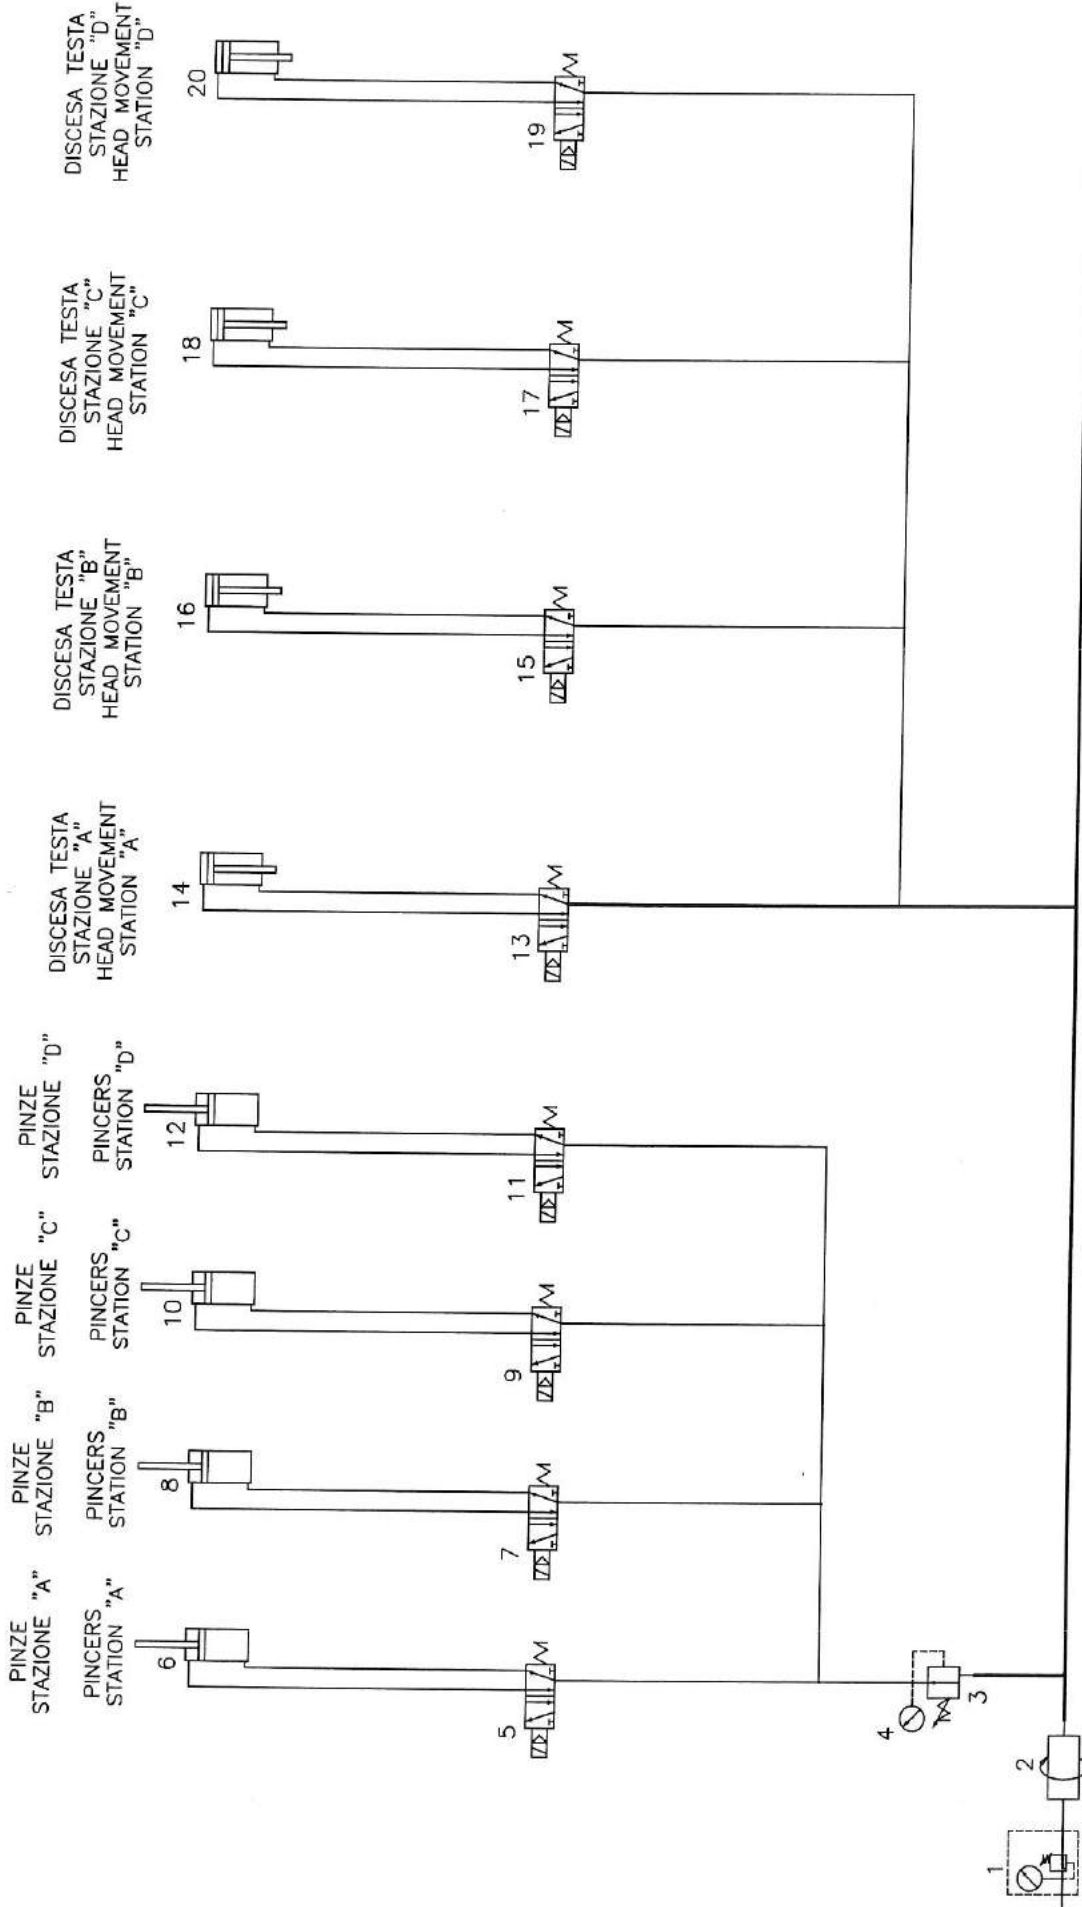 PINZE
STAZIONE "A"
PINCERS
STATION "A"
6
5
PINZE
STAZIONE "B"
PINCERS
STATION "B"
8
7
PINZE
STAZIONE "C"
PINCERS
STATION "C"
10
9
PINZE
STAZIONE "D"
PINCERS
STATION "D"
12
11
DISCESA TESTA
STAZIONE "A"
HEAD MOVEMENT
STATION "A"
14
13
DISCESA TESTA
STAZIONE "B"
HEAD MOVEMENT
STATION "B"
16
15
DISCESA TESTA
STAZIONE "C"
HEAD MOVEMENT
STATION "C"
18
17
DISCESA TESTA
STAZIONE "D"
HEAD MOVEMENT
STATION "D"
20
19
4
3
2
1